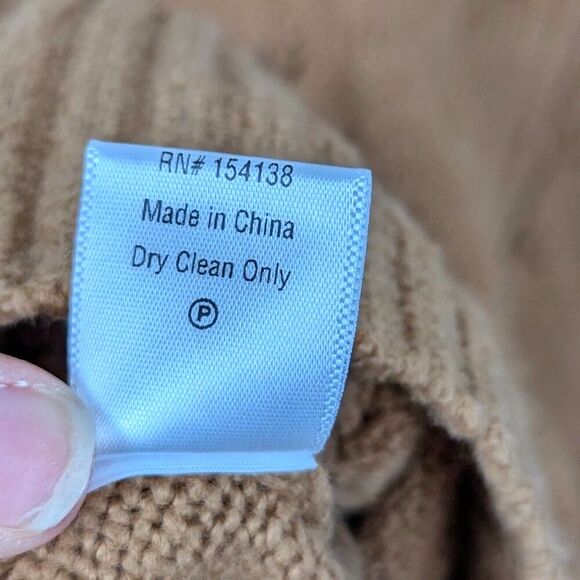 RN# 154138
Made in China
Dry Clean Only
P